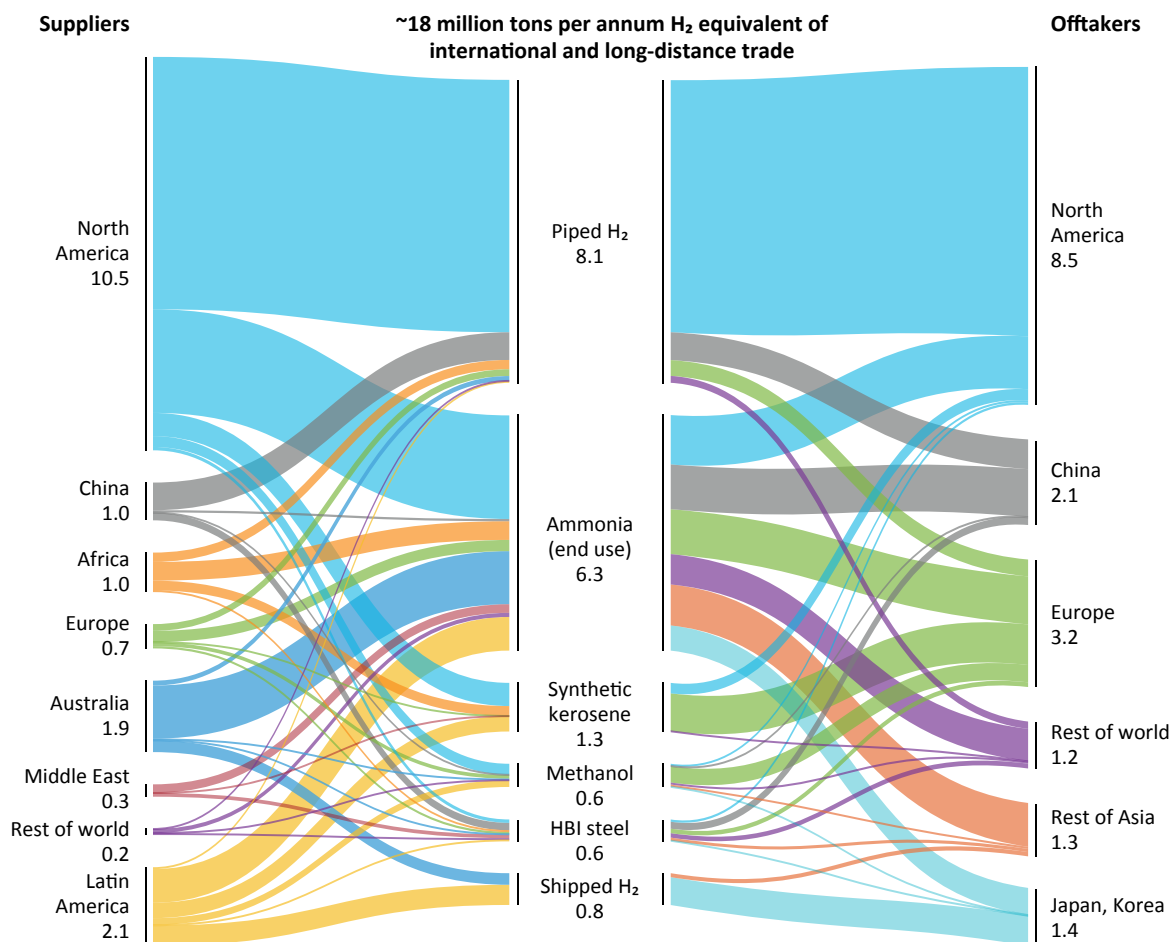 Suppliers
~18 million tons per annum H₂ equivalent of
international and long-distance trade
Offtakers
North
America
10.5
China
1.0
Africa
1.0
Europe
0.7
Australia
1.9
Middle East
0.3
Rest of world
0.2
Latin
America
2.1
Piped H₂
8.1
Ammonia
(end use)
6.3
Synthetic
kerosene
1.3
Methanol
0.6
HBI steel
0.6
Shipped H₂
0.8
North
America
8.5
China
2.1
Europe
3.2
Rest of world
1.2
Rest of Asia
1.3
Japan, Korea
1.4